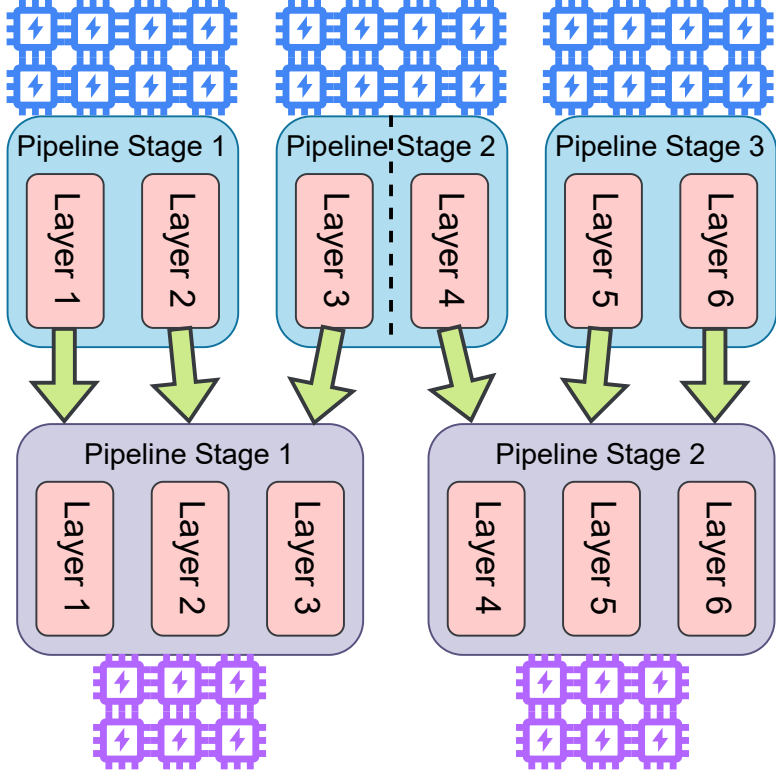 Pipeline Stage 1
Layer 1
Layer 2
Pipeline Stage 2
Layer 3
Layer 4
Pipeline Stage 3
Layer 5
Layer 6
Pipeline Stage 1
Layer 1
Layer 2
Layer 3
Pipeline Stage 2
Layer 4
Layer 5
Layer 6